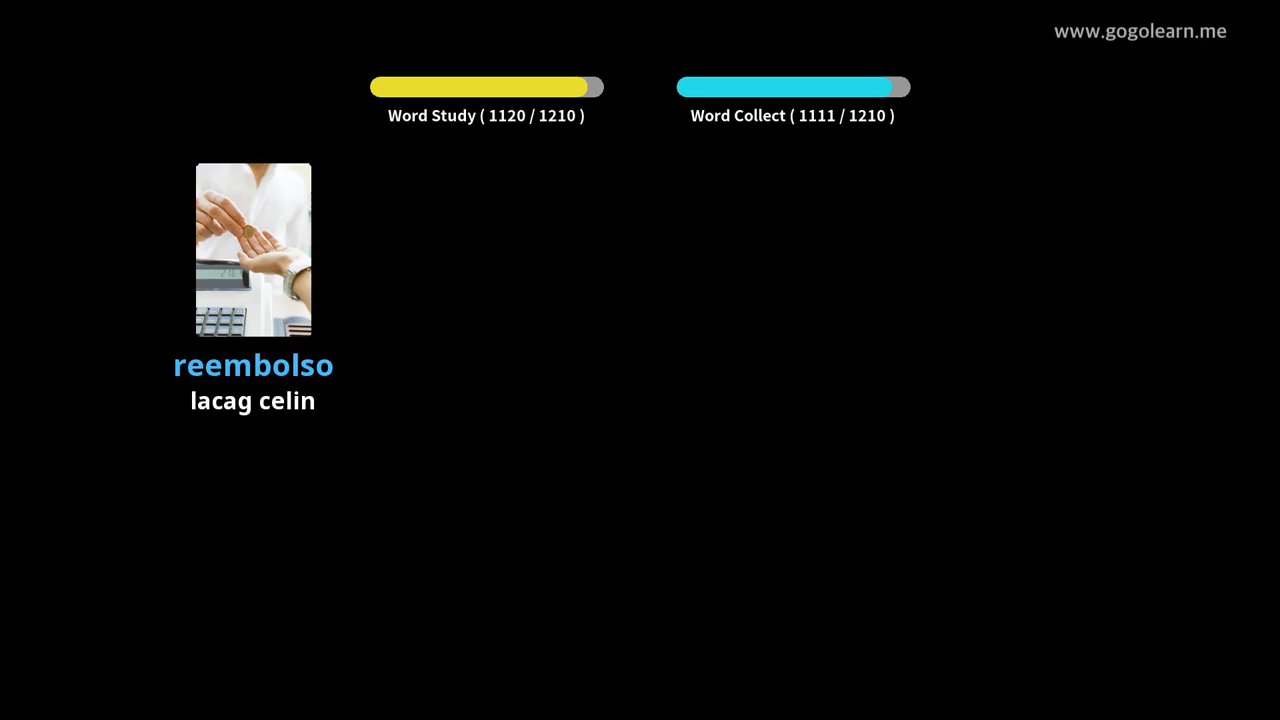 www.gogolearn.me
Word Study ( 1120 / 1210 )
Word Collect ( 1111 / 1210 )
reembolso
lacag celin